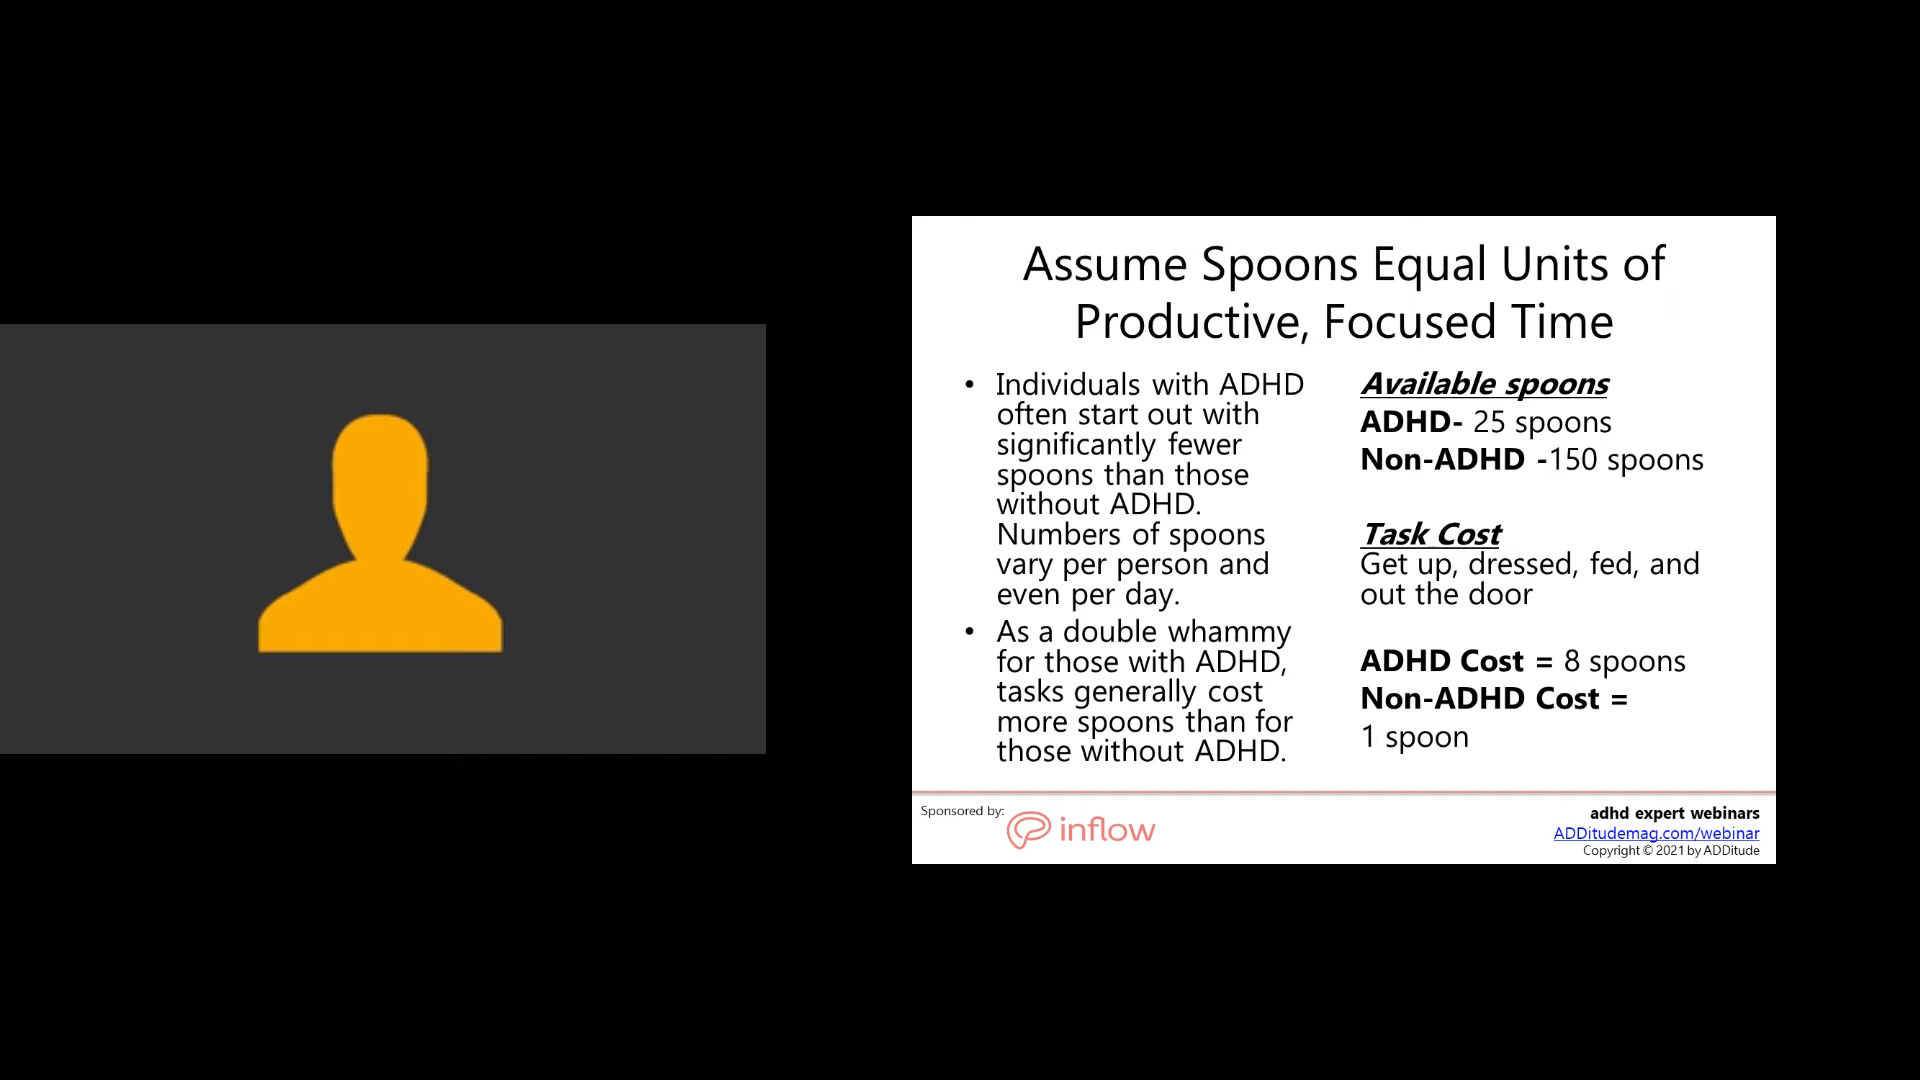 Assume Spoons Equal Units of
Productive, Focused Time
• Individuals with ADHD
often start out with
significantly fewer
spoons than those
without ADHD.
Numbers of spoons
vary per person and
even per day.
• As a double whammy
for those with ADHD,
tasks generally cost
more spoons than for
those without ADHD.
Available spoons
ADHD- 25 spoons
Non-ADHD -150 spoons
Task Cost
Get up, dressed, fed, and
out the door
ADHD Cost = 8 spoons
Non-ADHD Cost =
1 spoon
Sponsored by:
inflow
adhd expert webinars
ADDitudemag.com/webinar
Copyright © 2021 by ADDitude